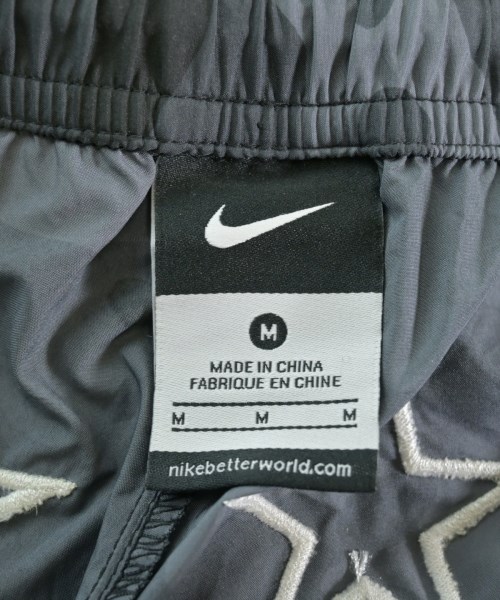 M
MADE IN CHINA
FABRIQUE EN CHINE
M M M
nikebetterworld.com